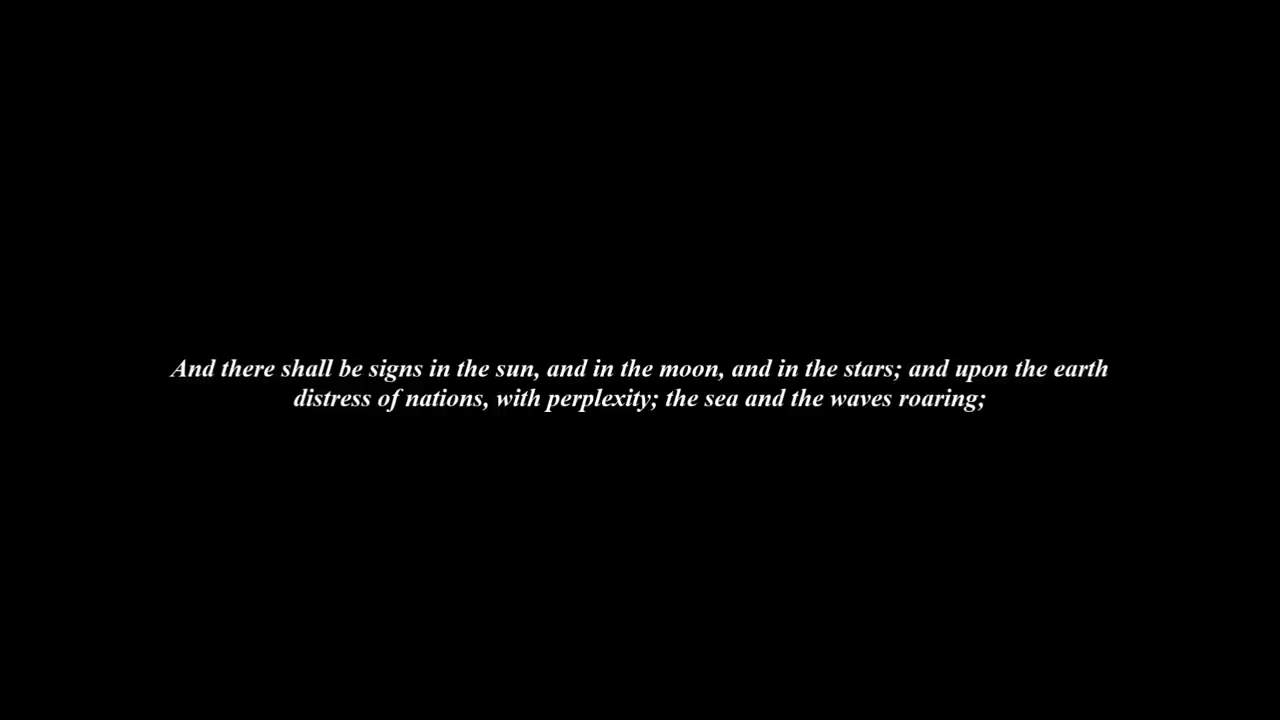 And there shall be signs in the sun, and in the moon, and in the stars; and upon the earth
distress of nations, with perplexity; the sea and the waves roaring;